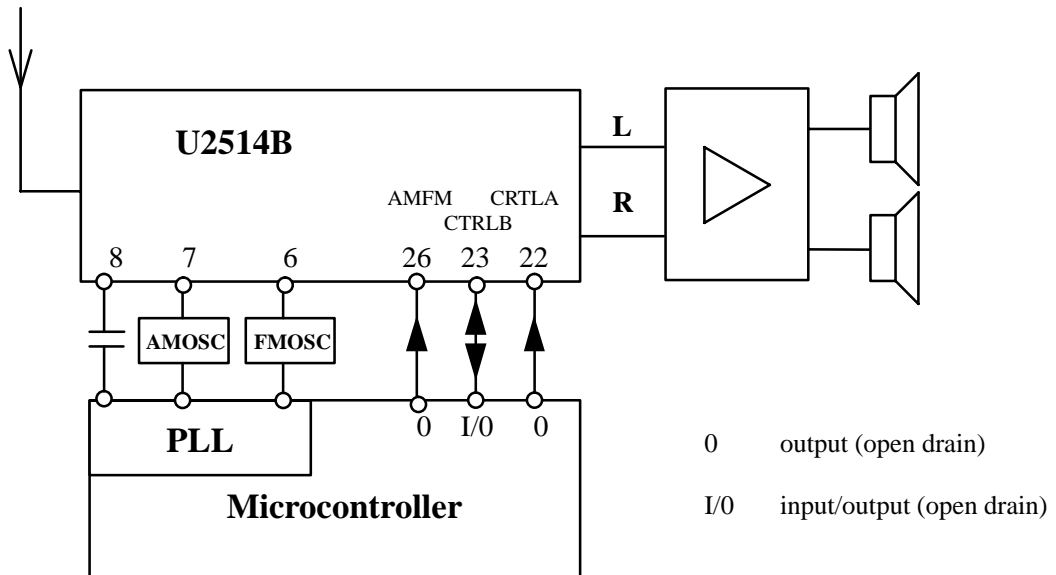 U2514B
L
R
AMFM CRTLA
CTRLB
8 7 6 26 23 22
AMOSC FMOSC
0 I/0 0
PLL
Microcontroller
0 output (open drain)
I/0 input/output (open drain)